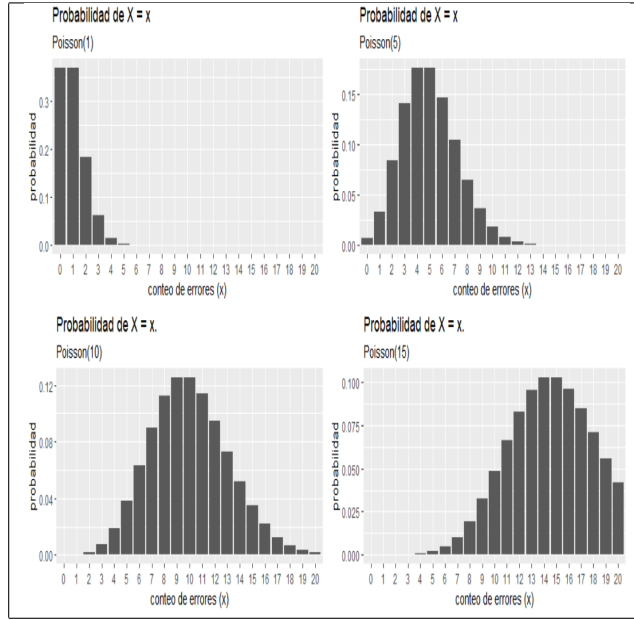 Probabilidad de X = x
Poisson(1)
0.3
0.2
0.1
0.0
probabilidad
0 1 2 3 4 5 6 7 8 9 10 11 12 13 14 15 16 17 18 19 20
conteo de errores (x)
Probabilidad de X = x
Poisson(5)
0.15
0.10
0.05
0.00
probabilidad
0 1 2 3 4 5 6 7 8 9 10 11 12 13 14 15 16 17 18 19 20
conteo de errores (x)
Probabilidad de X = x.
Poisson(10)
0.12
0.08
0.04
0.00
probabilidad
0 1 2 3 4 5 6 7 8 9 10 11 12 13 14 15 16 17 18 19 20
conteo de errores (x)
Probabilidad de X = x.
Poisson(15)
0.100
0.075
0.050
0.025
0.000
probabilidad
0 1 2 3 4 5 6 7 8 9 10 11 12 13 14 15 16 17 18 19 20
conteo de errores (x)